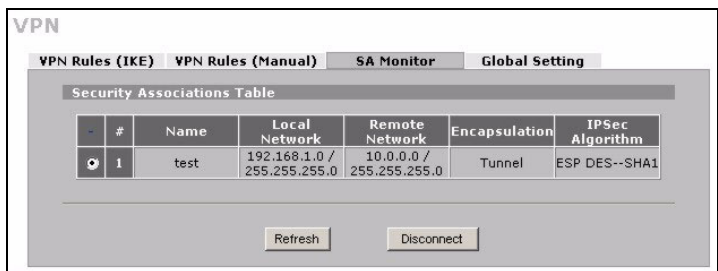 VPN
VPN Rules (IKE) VPN Rules (Manual) SA Monitor Global Setting
Security Associations Table
- # Name Local Network Remote Network Encapsulation IPSec Algorithm
1 test 192.168.1.0 / 255.255.255.0 10.0.0.0 / 255.255.255.0 Tunnel ESP DES--SHA1
Refresh Disconnect